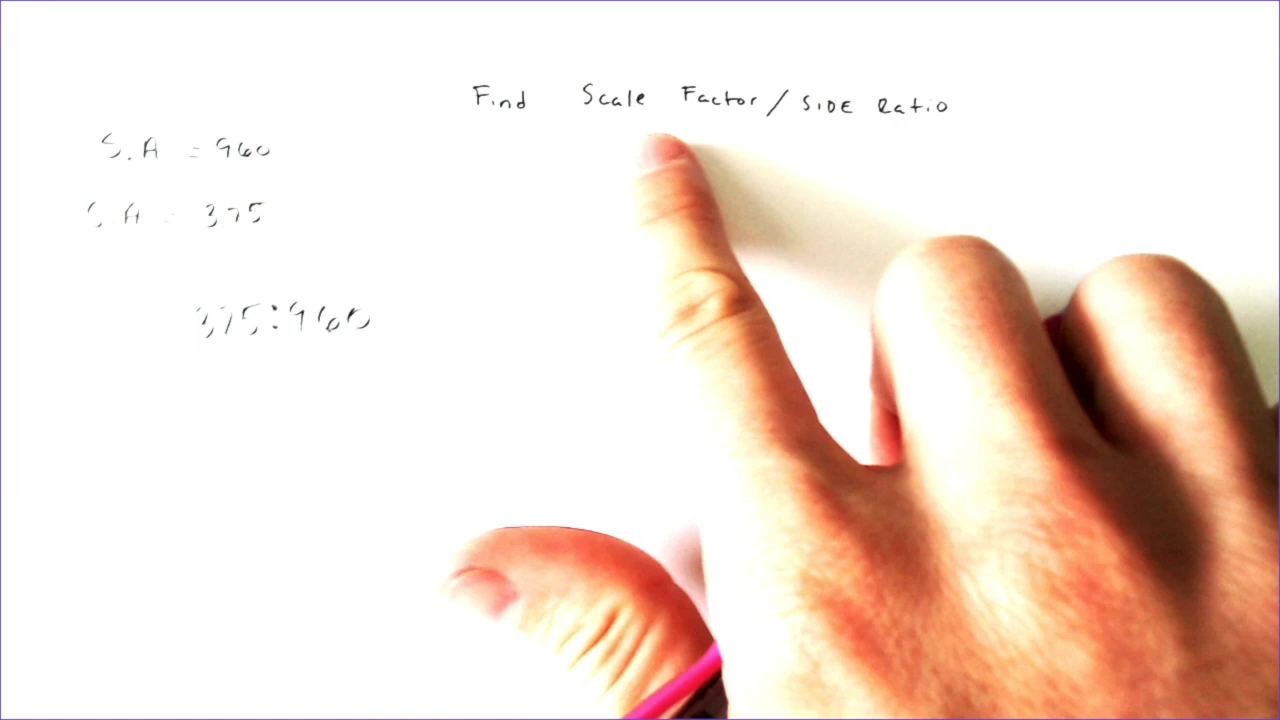 Find Scale Factor/SIDE Ratio
S.A = 960
S.A = 375
375:960